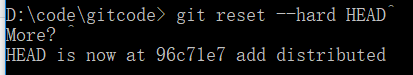 D:\code\gitcode> git reset --hard HEAD^
More? ^
HEAD is now at 96c71e7 add distributed